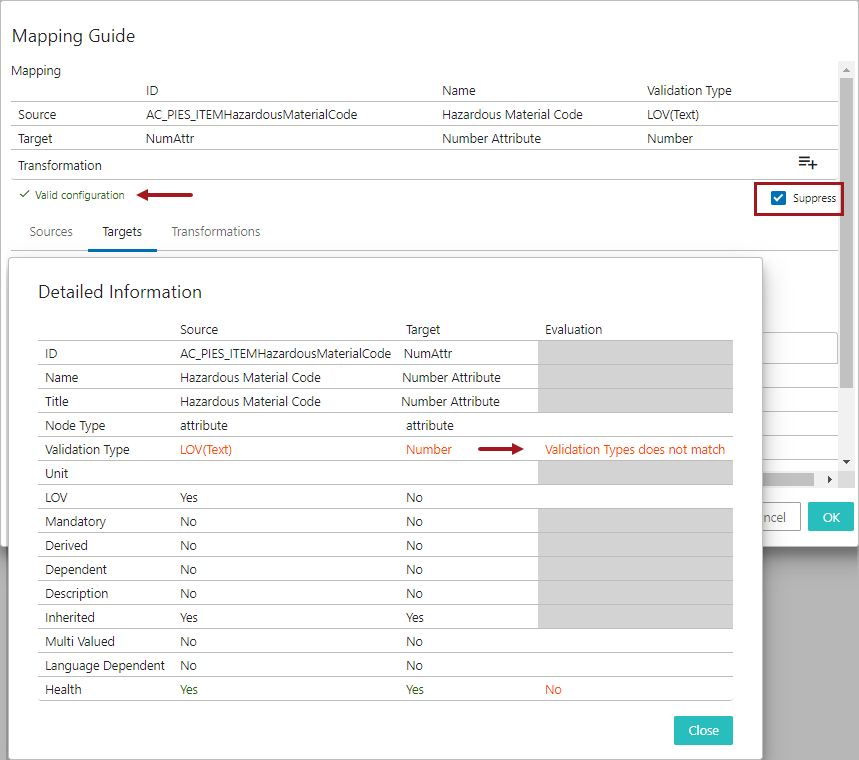 Mapping Guide
Mapping
ID Name Validation Type
Source AC_PIES_ITEMHazardousMaterialCode Hazardous Material Code LOV(Text)
Target NumAttr Number Attribute Number
Transformation
Valid configuration Suppress
Sources Targets Transformations
Detailed Information
Source Target Evaluation
ID AC_PIES_ITEMHazardousMaterialCode NumAttr
Name Hazardous Material Code Number Attribute
Title Hazardous Material Code Number Attribute
Node Type attribute attribute
Validation Type LOV(Text) Number Validation Types does not match
Unit
LOV Yes No
Mandatory No No
Derived No No
Dependent No No
Description No No
Inherited Yes Yes
Multi Valued No No
Language Dependent No No
Health Yes Yes No
Close
ncel OK